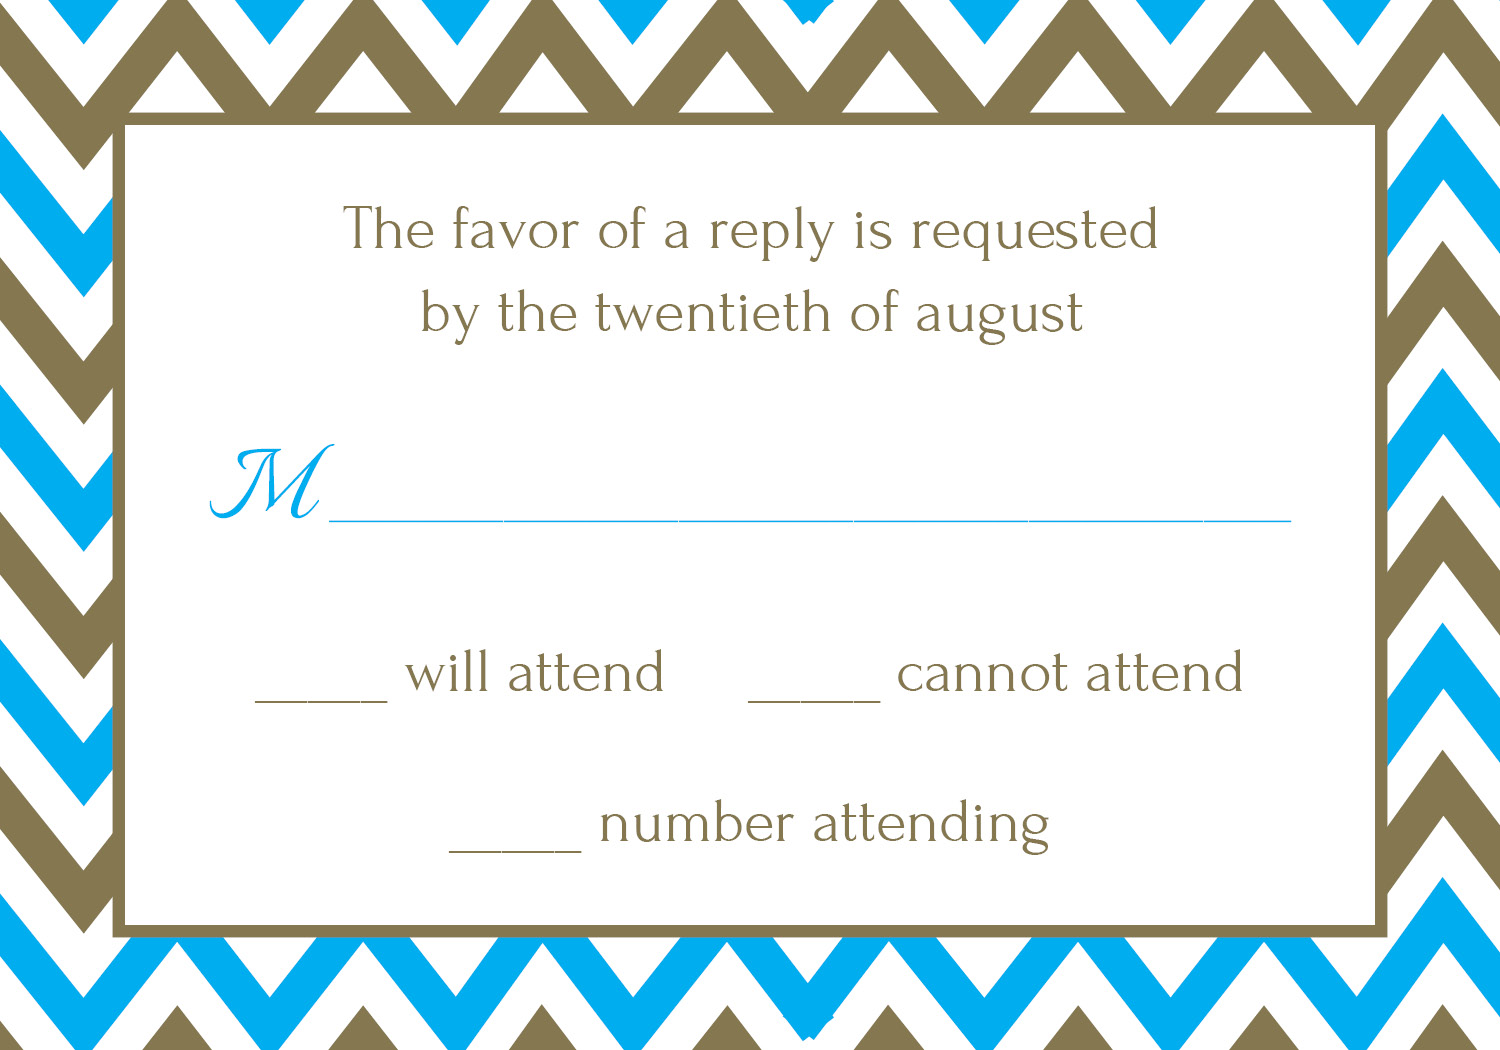 The favor of a reply is requested
by the twentieth of august
M______________________
_____ will attend _____ cannot attend
_____ number attending